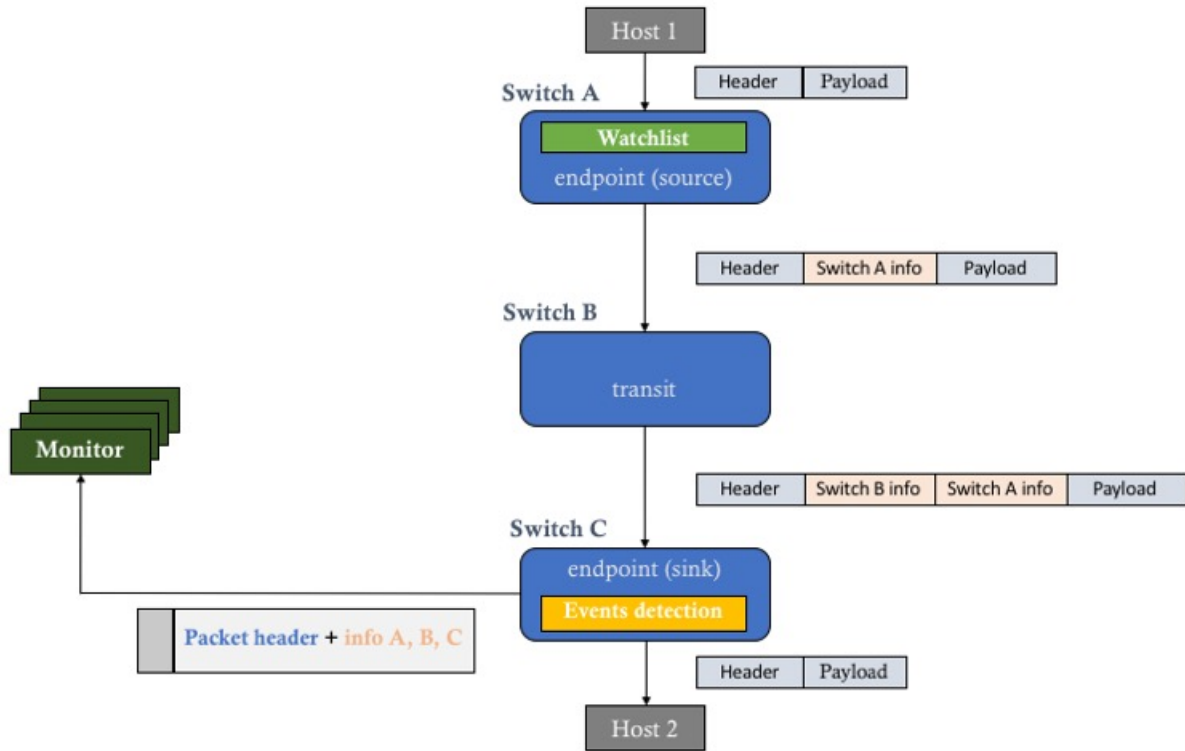 Host 1
Header Payload
Switch A
Watchlist
endpoint (source)
Header Switch A info Payload
Switch B
transit
Monitor
Header Switch B info Switch A info Payload
Switch C
endpoint (sink)
Events detection
Packet header + info A, B, C
Header Payload
Host 2